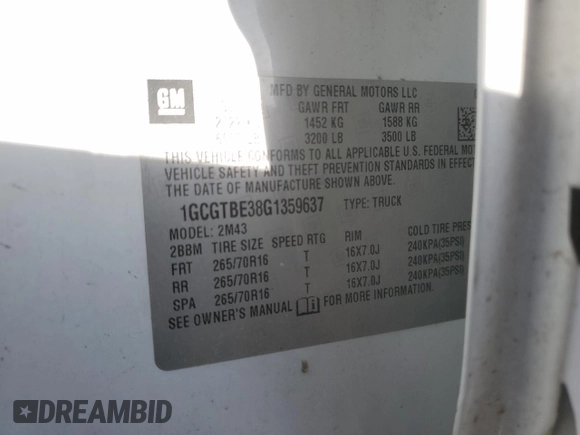 GM
MFD BY GENERAL MOTORS LLC
GAWR FRT GAWR RR
1452 KG 1588 KG
3200 LB 3500 LB
THIS VEHICLE CONFORMS TO ALL APPLICABLE U.S. FEDERAL
VEHICLE SAFETY AND THEFT PREVENTION STANDARDS IN EFFECT
THE DATE OF MANUFACTURE SHOWN ABOVE.
1GCGTBE38G1359637 TYPE: TRUCK
MODEL: 2M43
2BBM TIRE SIZE SPEED RTG RIM COLD TIRE PRES
FRT 265/70R16 T 16X7.0J 240KPA(35PSI)
RR 265/70R16 T 16X7.0J 240KPA(35PSI)
SPA 265/70R16 T 16X7.0J 240KPA(35PSI)
SEE OWNER'S MANUAL FOR MORE INFORMATION.
DREAMBID